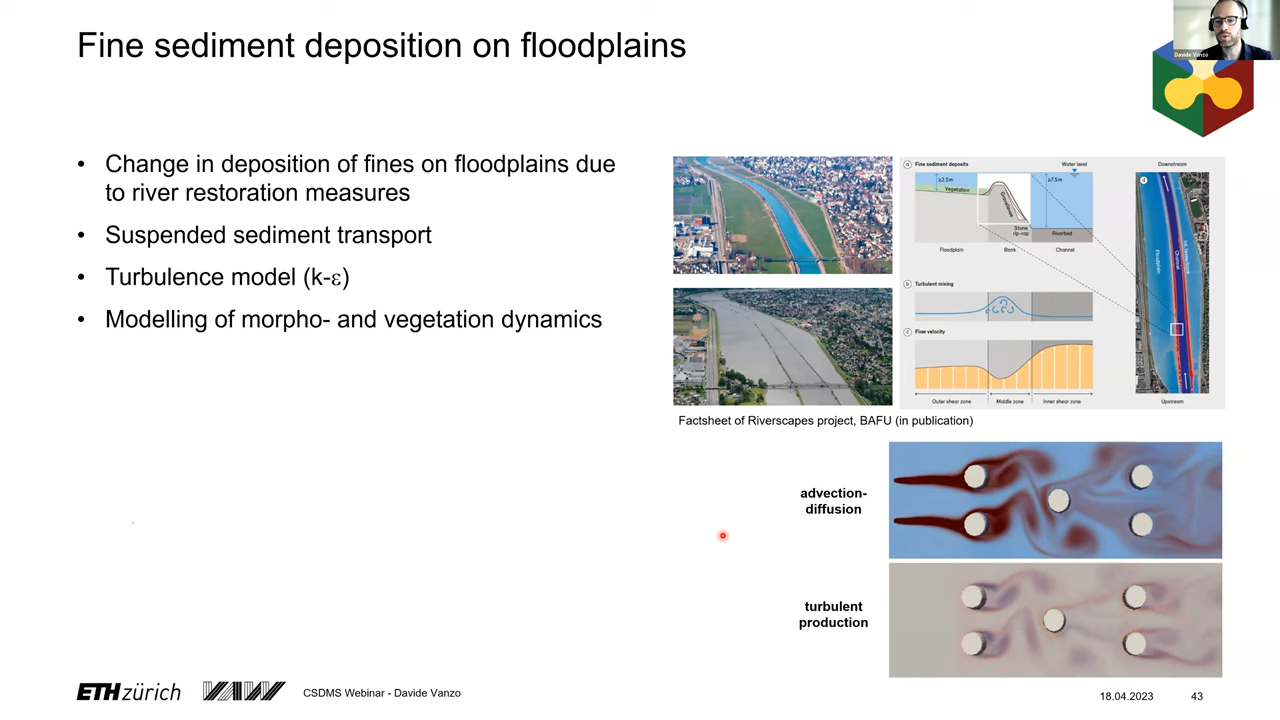 Fine sediment deposition on floodplains
Davide Vanzo
• Change in deposition of fines on floodplains due
to river restoration measures
• Suspended sediment transport
• Turbulence model (k-ε)
• Modelling of morpho- and vegetation dynamics
a Fine sediment deposits
Water level
Downstream
≥2.5m
≥7.5m
d
Vegetation
Stone
rip-rap
Riverbed
Floodplain
Bank
Channel
Floodplain
Channel
b Turbulent mixing
c Flow velocity
Outer shear zone
Middle zone
Inner shear zone
Upstream
Factsheet of Riverscapes project, BAFU (in publication)
advection-
diffusion
turbulent
production
ETH zürich
VAW
CSDMS Webinar - Davide Vanzo
18.04.2023
43